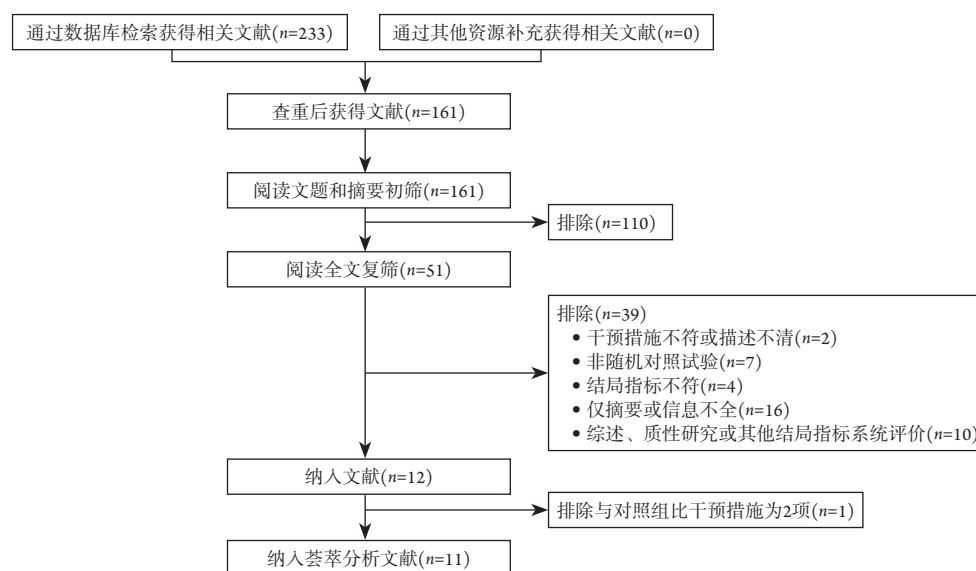 通过数据库检索获得相关文献(n=233)
通过其他资源补充获得相关文献(n=0)
查重后获得文献(n=161)
阅读文题和摘要初筛(n=161)
排除(n=110)
阅读全文复筛(n=51)
排除(n=39)
• 干预措施不符或描述不清(n=2)
• 非随机对照试验(n=7)
• 结局指标不符(n=4)
• 仅摘要或信息不全(n=16)
• 综述、质性研究或其他结局指标系统评价(n=10)
纳入文献(n=12)
排除与对照组比干预措施为2项(n=1)
纳入荟萃分析文献(n=11)